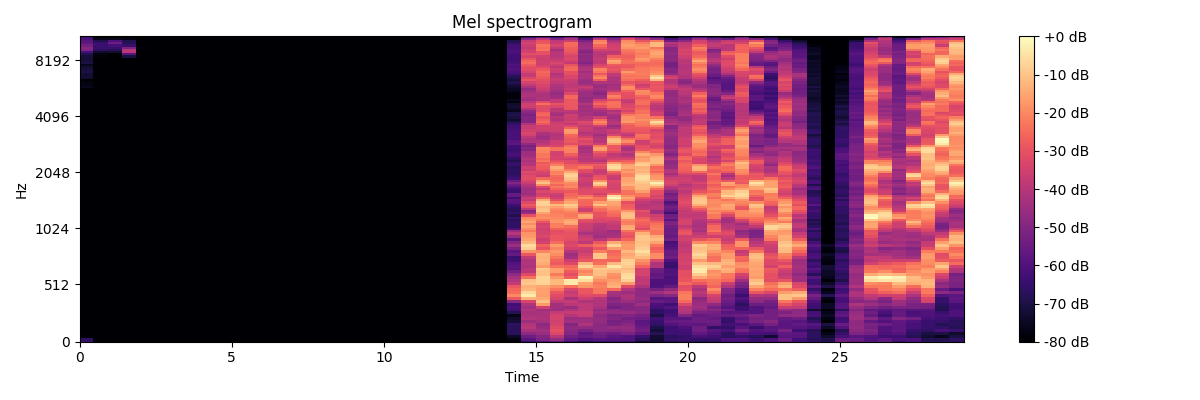 Mel spectrogram
+0 dB
8192
-10 dB
4096
-20 dB
-30 dB
2048
Hz
-40 dB
1024
-50 dB
-60 dB
512
-70 dB
0
-80 dB
0 5 10 15 20 25
Time